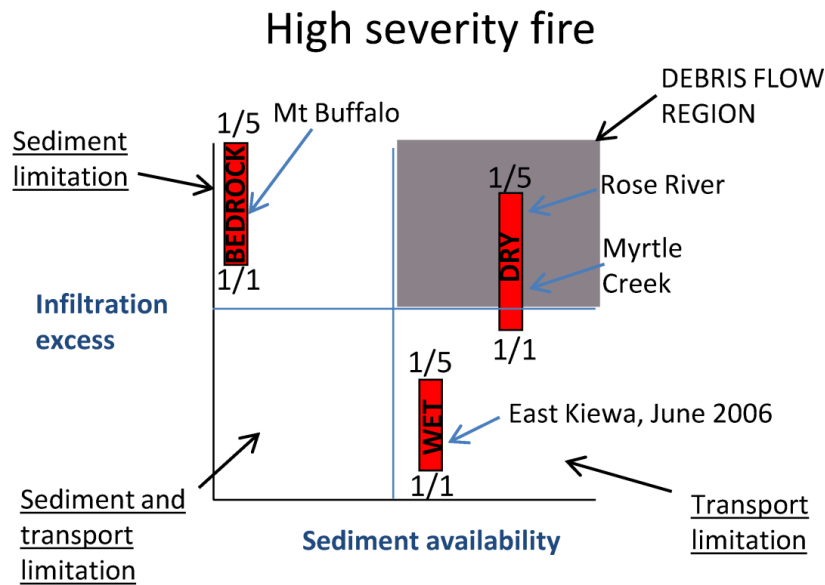 High severity fire
DEBRIS FLOW
REGION
1/5
Mt Buffalo
Sediment
limitation
BEDROCK
1/1
1/5
Rose River
DRY
Myrtle
Creek
Infiltration
excess
1/1
1/5
WET
East Kiewa, June 2006
1/1
Sediment and
transport
limitation
Sediment availability
Transport
limitation